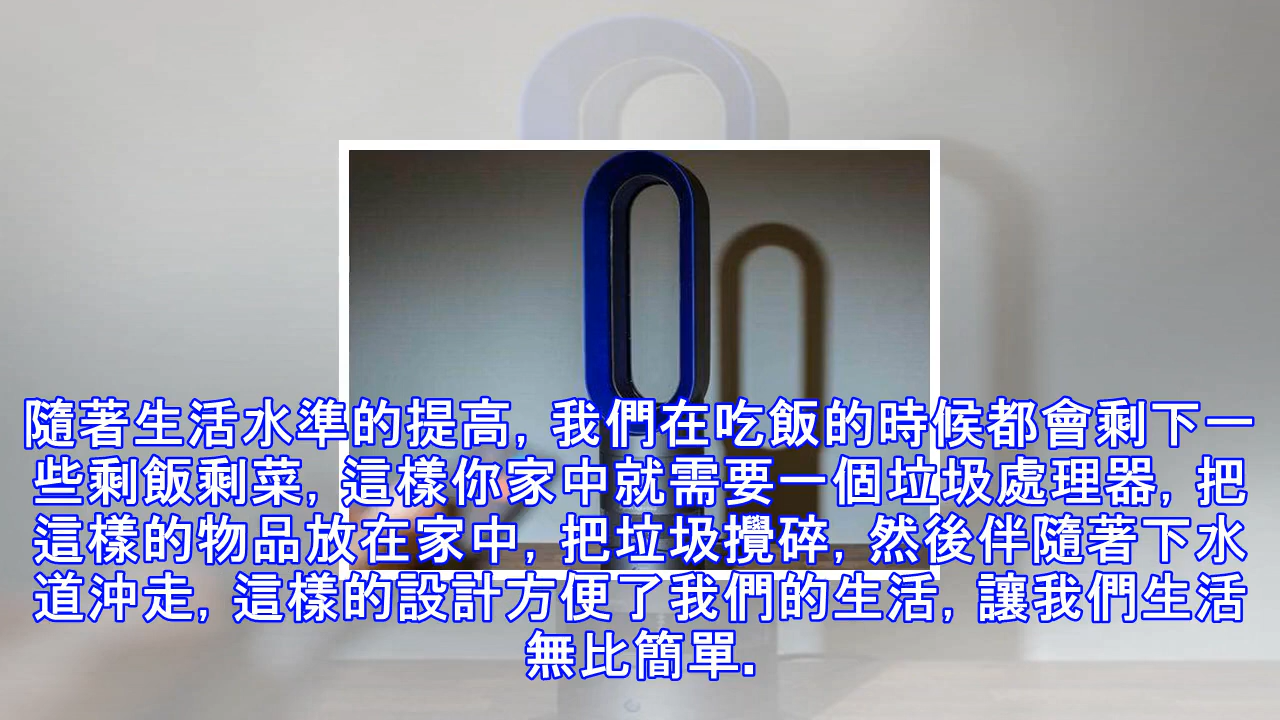 隨著生活水準的提高, 我們在吃飯的時候都會剩下一
些剩飯剩菜, 這樣你家中就需要一個垃圾處理器, 把
這樣的物品放在家中, 把垃圾攪碎, 然後伴隨著下水
道沖走, 這樣的設計方便了我們的生活, 讓我們生活
無比簡單.